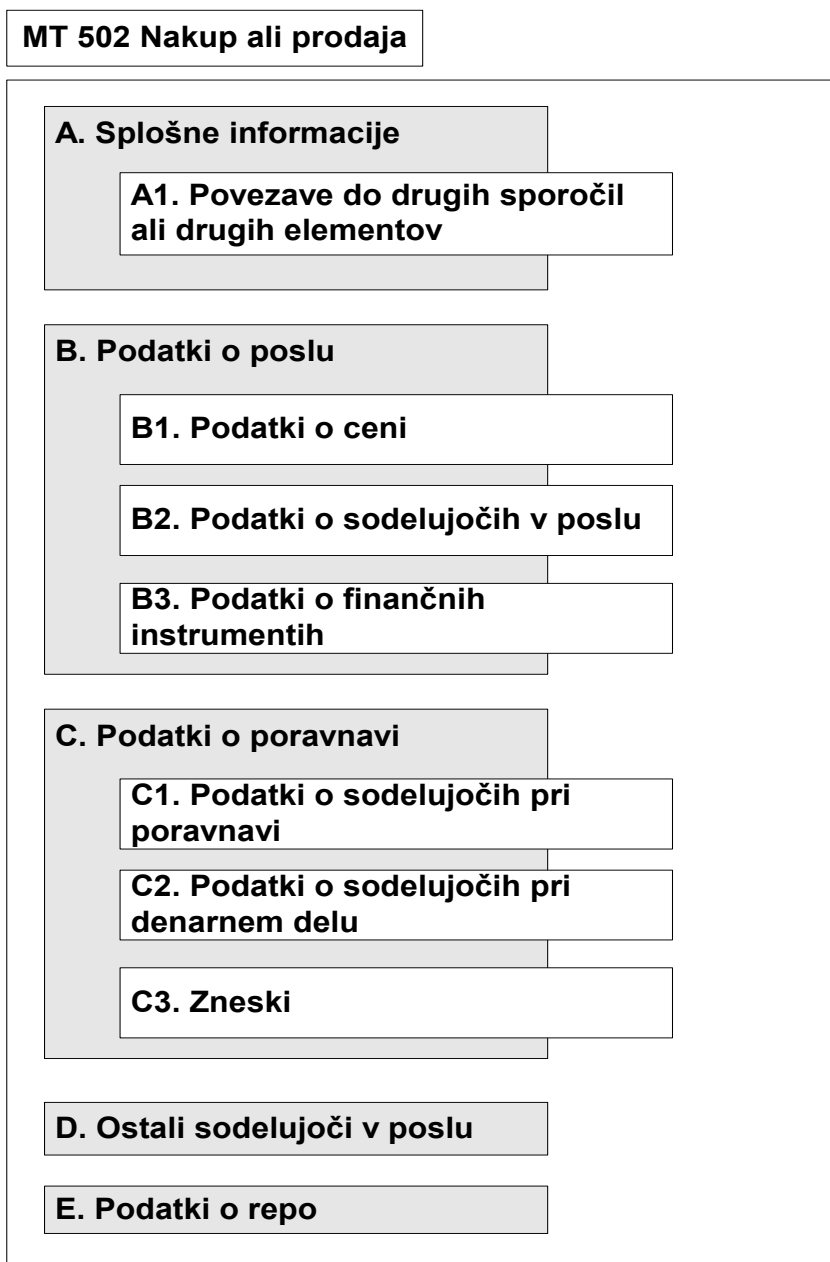 MT 502 Nakup ali prodaja
A. Splošne informacije
A1. Povezave do drugih sporočil
ali drugih elementov
B. Podatki o poslu
B1. Podatki o ceni
B2. Podatki o sodelujočih v poslu
B3. Podatki o finančnih
instrumentih
C. Podatki o poravnavi
C1. Podatki o sodelujočih pri
poravnavi
C2. Podatki o sodelujočih pri
denarnem delu
C3. Zneski
D. Ostali sodelujoči v poslu
E. Podatki o repo